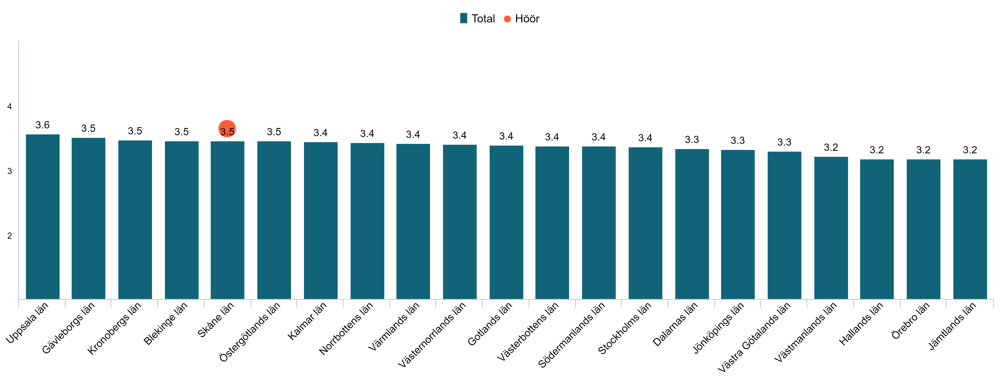 Total Höör
4
3
2
3.6 3.5 3.5 3.5 3.5 3.5 3.4 3.4 3.4 3.4 3.4 3.4 3.4 3.4 3.3 3.3 3.3 3.2 3.2 3.2 3.2
Uppsala län
Gävleborgs län
Kronobergs län
Blekinge län
Skåne län
Östergötlands län
Kalmar län
Norrbottens län
Värmlands län
Västernorrlands län
Gotlands län
Västerbottens län
Södermanlands län
Stockholms län
Dalarnas län
Jönköpings län
Västra Götalands län
Västmanlands län
Hallands län
Örebro län
Jämtlands län